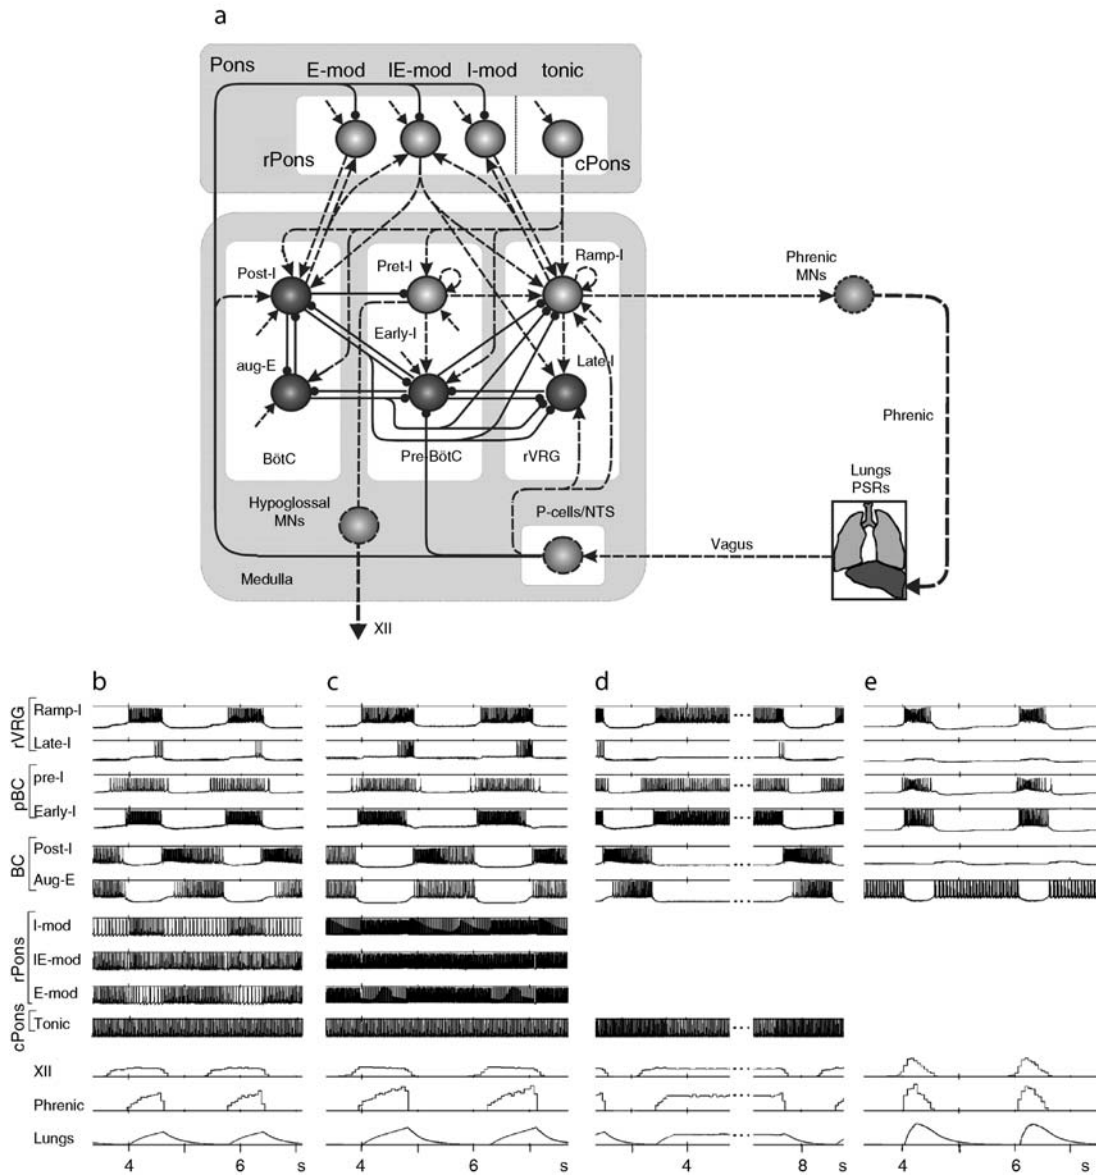 a
Pons
E-mod
IE-mod
I-mod
tonic
rPons
cPons
Post-I
Pret-I
Ramp-I
Early-I
aug-E
Late-I
BötC
Pre-BötC
rVRG
Hypoglossal
MNs
P-cells/NTS
Medulla
XII
Phrenic
MNs
Phrenic
Lungs
PSRs
Vagus
b
c
d
e
rVRG
Ramp-I
Late-I
pBC
pre-I
Early-I
BC
Post-I
Aug-E
rPons
I-mod
IE-mod
E-mod
cPons
Tonic
XII
Phrenic
Lungs
4 6 s
4 6 s
4 8 s
4 6 s